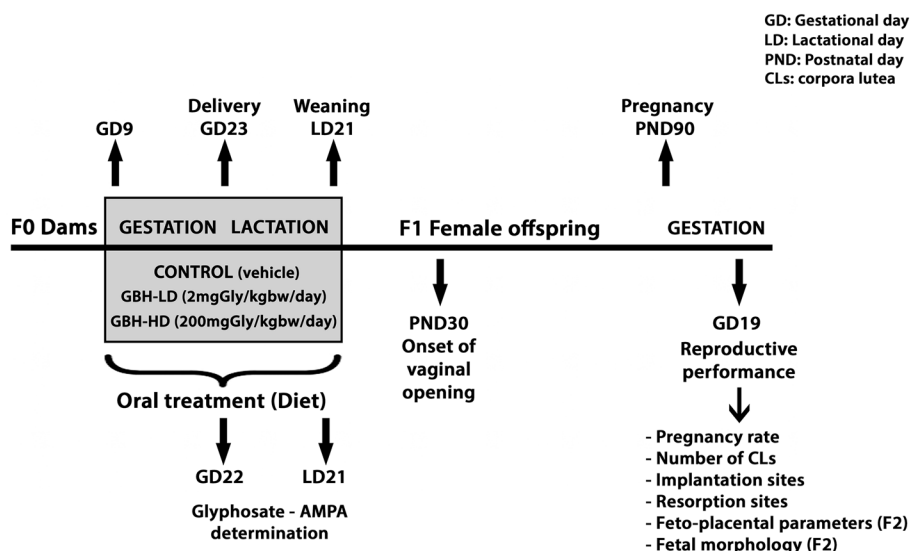 GD: Gestational day
LD: Lactational day
PND: Postnatal day
CLs: corpora lutea
Delivery
Weaning
Pregnancy
GD9
GD23
LD21
PND90
F0 Dams
GESTATION
LACTATION
F1 Female offspring
GESTATION
CONTROL (vehicle)
GBH-LD (2mgGly/kgbw/day)
GBH-HD (200mgGly/kgbw/day)
PND30
Onset of
vaginal
opening
GD19
Reproductive
performance
Oral treatment (Diet)
GD22
LD21
Glyphosate - AMPA
determination
- Pregnancy rate
- Number of CLs
- Implantation sites
- Resorption sites
- Feto-placental parameters (F2)
- Fetal morphology (F2)